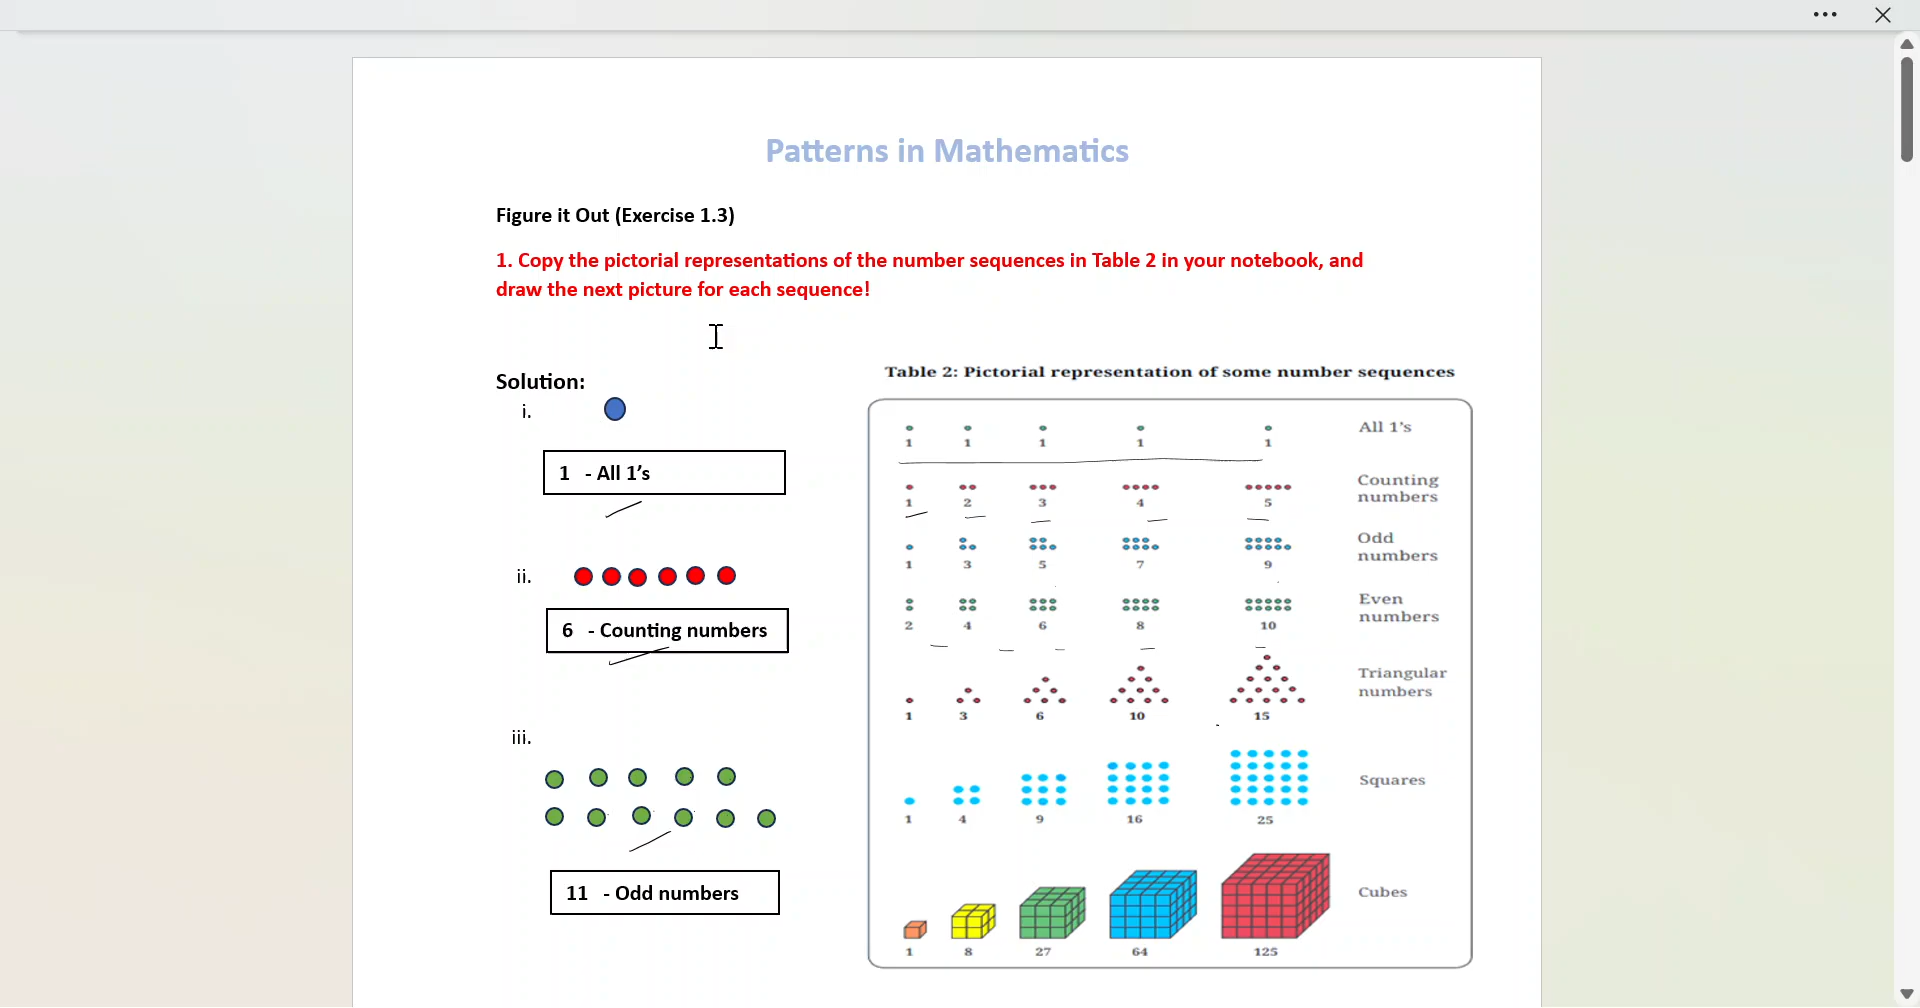 Patterns in Mathematics
Figure it Out (Exercise 1.3)
1. Copy the pictorial representations of the number sequences in Table 2 in your notebook, and
draw the next picture for each sequence!
Solution:
i.
1 - All 1’s
ii.
6 - Counting numbers
iii.
11 - Odd numbers
Table 2: Pictorial representation of some number sequences
All 1’s
1 1 1 1 1
Counting
numbers
1 2 3 4 5
Odd
numbers
1 3 5 7 9
Even
numbers
2 4 6 8 10
Triangular
numbers
1 3 6 10 15
Squares
1 4 9 16 25
Cubes
1 8 27 64 125